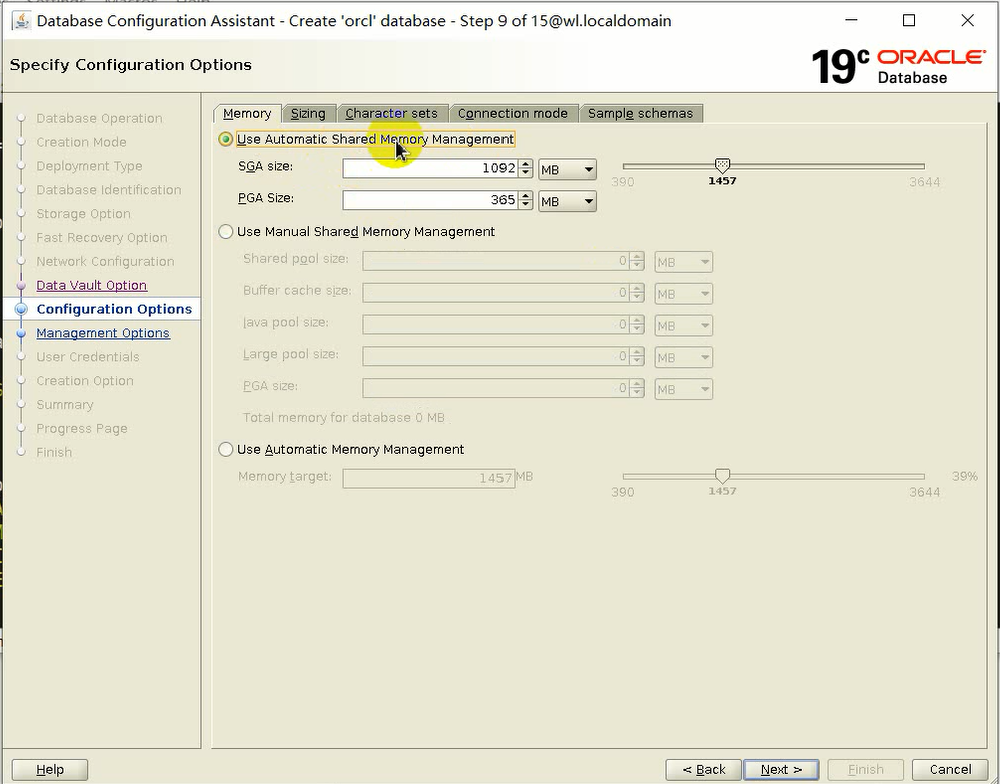 Database Configuration Assistant - Create 'orcl' database - Step 9 of 15@wl.localdomain
Specify Configuration Options
19c ORACLE
Database
Database Operation
Creation Mode
Deployment Type
Database Identification
Storage Option
Fast Recovery Option
Network Configuration
Data Vault Option
Configuration Options
Management Options
User Credentials
Creation Option
Summary
Progress Page
Finish
Memory Sizing Character sets Connection mode Sample schemas
Use Automatic Shared Memory Management
SGA size: 1092 MB
390 1457 3644
PGA Size: 365 MB
Use Manual Shared Memory Management
Shared pool size: 0 MB
Buffer cache size: 0 MB
Java pool size: 0 MB
Large pool size: 0 MB
PGA size: 0 MB
Total memory for database 0 MB
Use Automatic Memory Management
Memory target: 1457 MB 39%
390 1457 3644
Help < Back Next > Finish Cancel